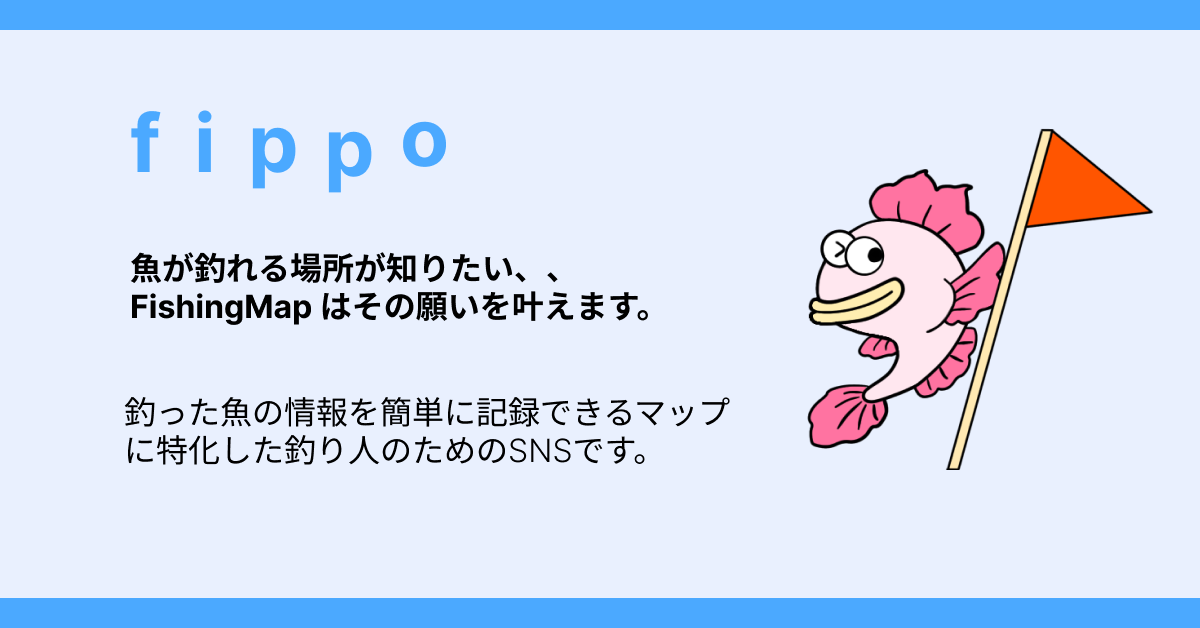 fippo
魚が釣れる場所が知りたい、、
FishingMap はその願いを叶えます。
釣った魚の情報を簡単に記録できるマップ
に特化した釣り人のためのSNSです。